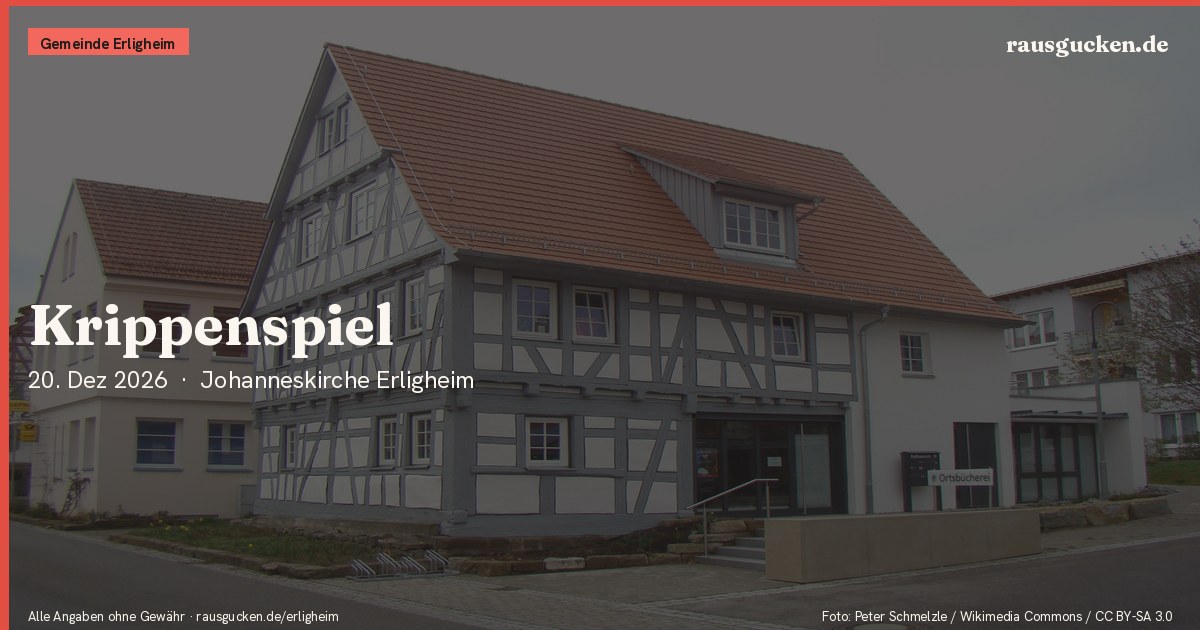 Gemeinde Erligheim
rausgucken.de
Krippenspiel
20. Dez 2026 · Johanneskirche Erligheim
Ortsbücherei
Alle Angaben ohne Gewähr · rausgucken.de/erligheim
Foto: Peter Schmelzle / Wikimedia Commons / CC BY-SA 3.0